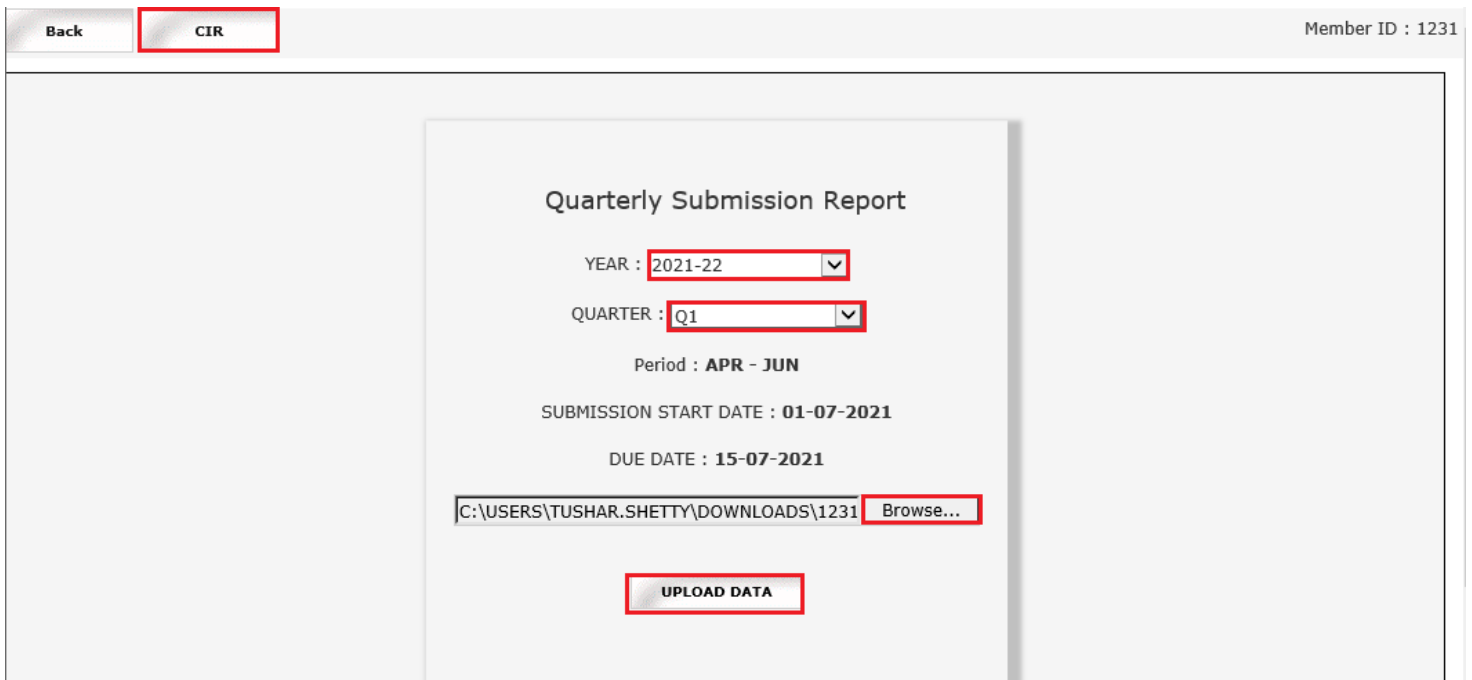 Back CIR Member ID : 1231
Quarterly Submission Report
YEAR : 2021-22
QUARTER : Q1
Period : APR - JUN
SUBMISSION START DATE : 01-07-2021
DUE DATE : 15-07-2021
C:\USERS\TUSHAR.SHETTY\DOWNLOADS\1231 Browse...
UPLOAD DATA